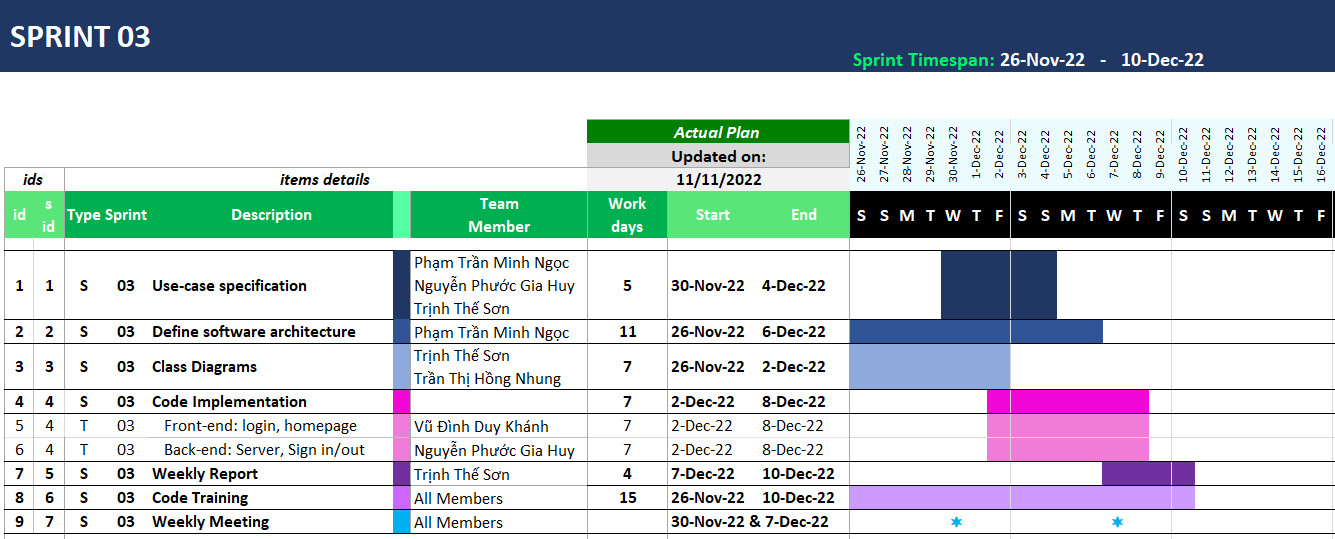 SPRINT 03
Sprint Timespan: 26-Nov-22 - 10-Dec-22
Actual Plan
Updated on:
11/11/2022
26-Nov-22 27-Nov-22 28-Nov-22 29-Nov-22 30-Nov-22 1-Dec-22 2-Dec-22 3-Dec-22 4-Dec-22 5-Dec-22 6-Dec-22 7-Dec-22 8-Dec-22 9-Dec-22 10-Dec-22 11-Dec-22 12-Dec-22 13-Dec-22 14-Dec-22 15-Dec-22 16-Dec-22
ids items details
id s id Type Sprint Description Team Member Work days Start End S S M T W T F S S M T W T F S S M T W T F
1 1 S 03 Use-case specification Phạm Trần Minh Ngọc 5 30-Nov-22 4-Dec-22
Nguyễn Phước Gia Huy
Trịnh Thế Sơn
2 2 S 03 Define software architecture Phạm Trần Minh Ngọc 11 26-Nov-22 6-Dec-22
3 3 S 03 Class Diagrams Trịnh Thế Sơn 7 26-Nov-22 2-Dec-22
Trần Thị Hồng Nhung
4 4 S 03 Code Implementation 7 2-Dec-22 8-Dec-22
5 4 T 03 Front-end: login, homepage Vũ Đình Duy Khánh 7 2-Dec-22 8-Dec-22
6 4 T 03 Back-end: Server, Sign in/out Nguyễn Phước Gia Huy 7 2-Dec-22 8-Dec-22
7 5 S 03 Weekly Report Trịnh Thế Sơn 4 7-Dec-22 10-Dec-22
8 6 S 03 Code Training All Members 15 26-Nov-22 10-Dec-22
9 7 S 03 Weekly Meeting All Members 30-Nov-22 & 7-Dec-22